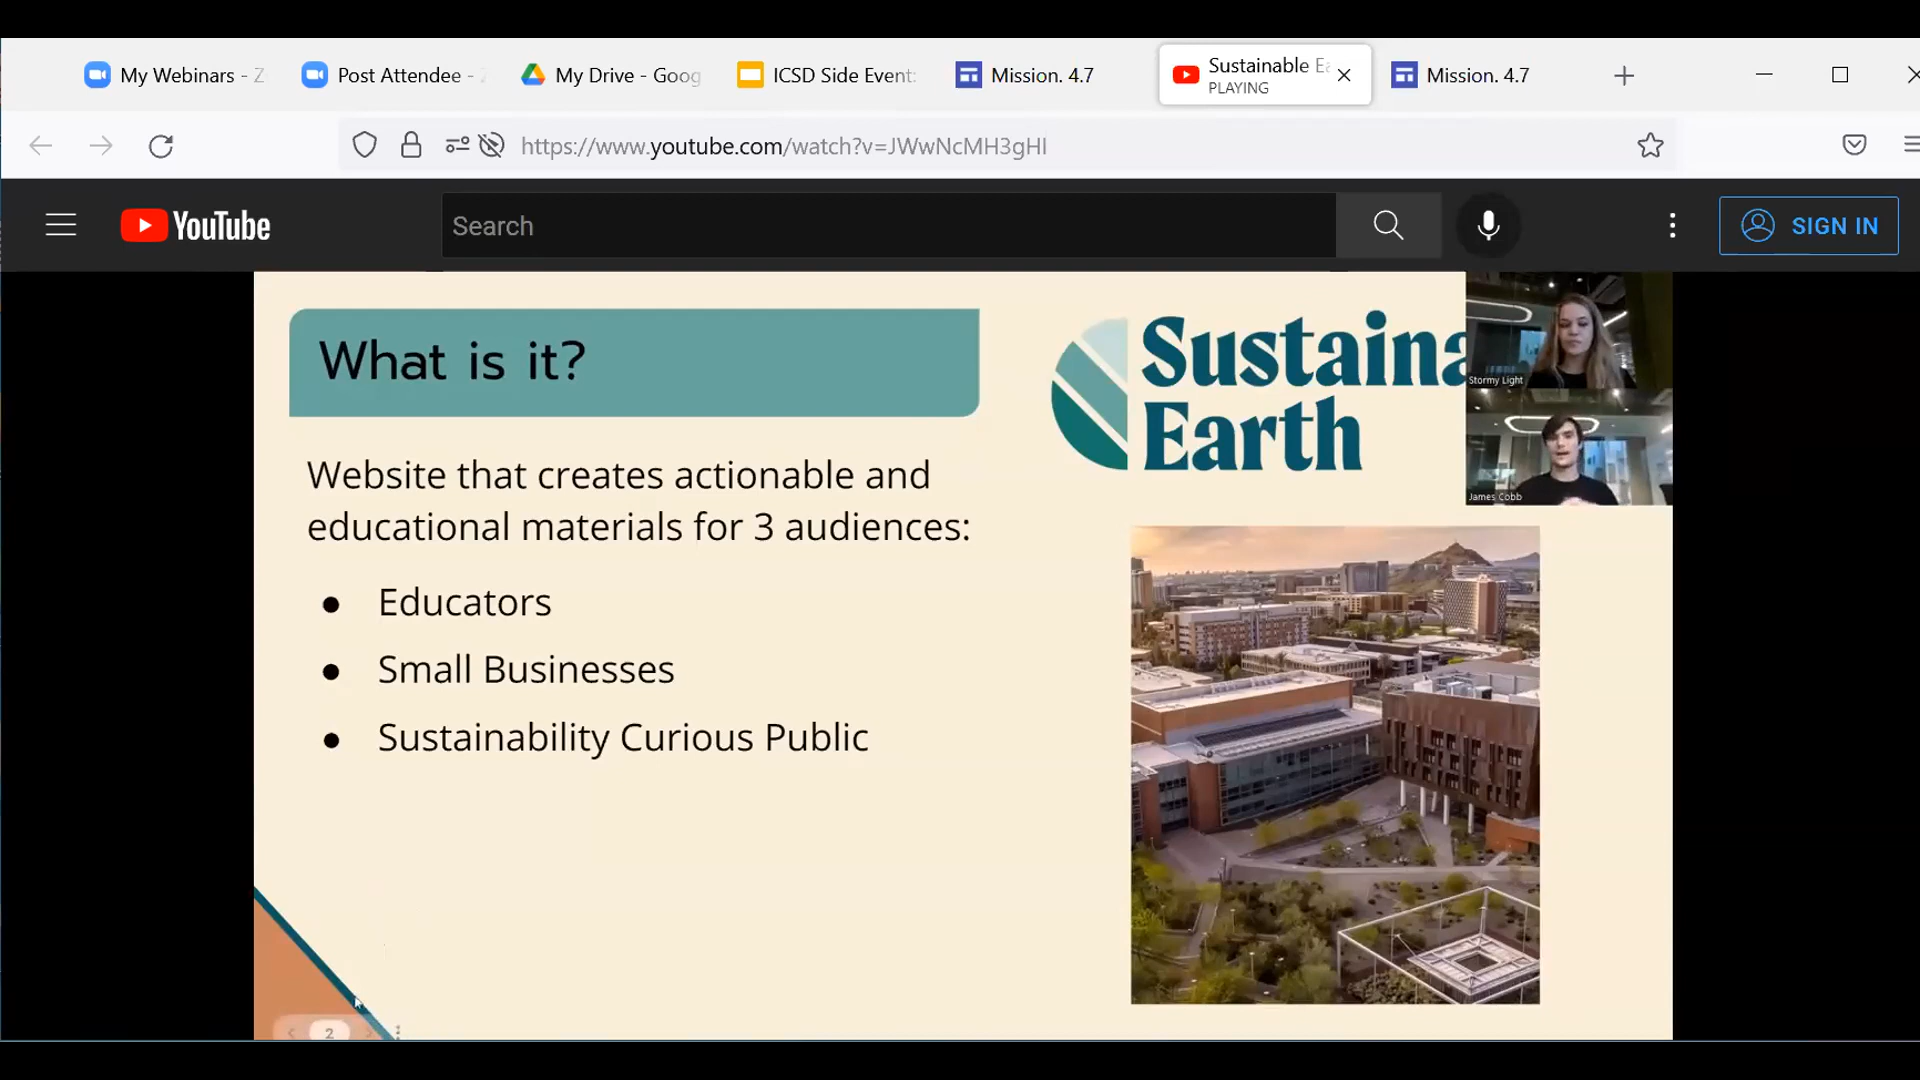 My Webinars - Z
Post Attendee - Z
My Drive - Goog
ICSD Side Event:
Mission. 4.7
Sustainable Ea
PLAYING
Mission. 4.7
https://www.youtube.com/watch?v=JWwNcMH3gHI
YouTube
Search
SIGN IN
What is it?
Sustaina
Earth
Stormy Light
James Cobb
Website that creates actionable and
educational materials for 3 audiences:
● Educators
● Small Businesses
● Sustainability Curious Public
2